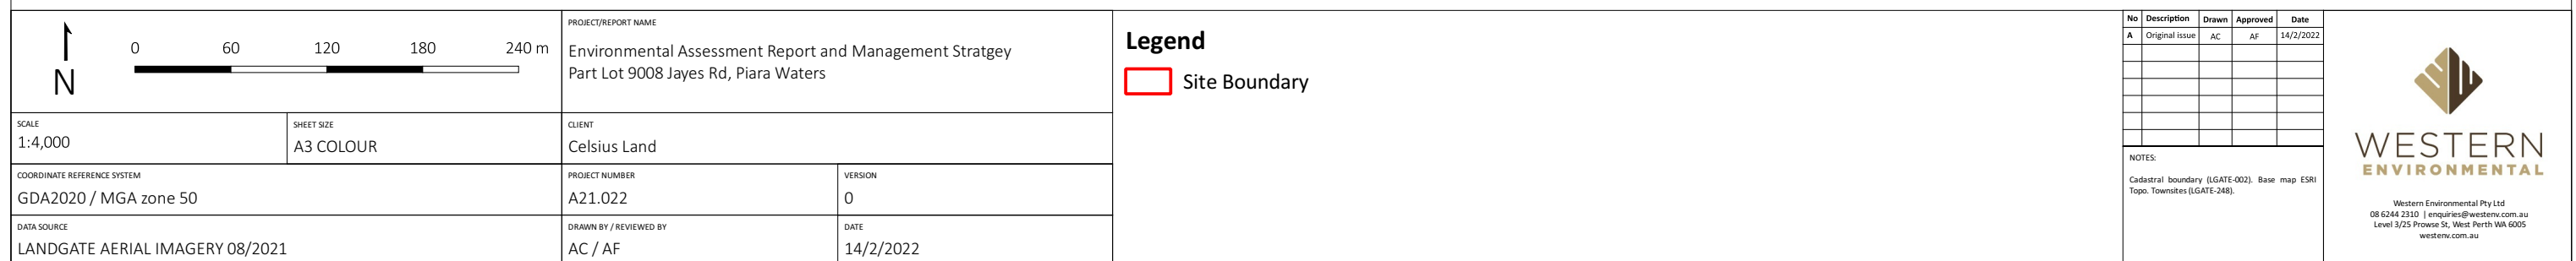 N
0 60 120 180 240 m
PROJECT/REPORT NAME
Environmental Assessment Report and Management Stratgey
Part Lot 9008 Jayes Rd, Piara Waters
SCALE
1:4,000
SHEET SIZE
A3 COLOUR
CLIENT
Celsius Land
COORDINATE REFERENCE SYSTEM
GDA2020 / MGA zone 50
PROJECT NUMBER
A21.022
VERSION
0
DATA SOURCE
LANDGATE AERIAL IMAGERY 08/2021
DRAWN BY / REVIEWED BY
AC / AF
DATE
14/2/2022
Legend
Site Boundary
No Description Drawn Approved Date
A Original issue AC AF 14/2/2022
NOTES:
Cadastral boundary (LGATE-002). Base map ESRI
Topo. Townsites (LGATE-248).
WESTERN
ENVIRONMENTAL
Western Environmental Pty Ltd
08 6244 2310 | enquiries@westenv.com.au
Level 3/25 Prowse St, West Perth WA 6005
westenv.com.au